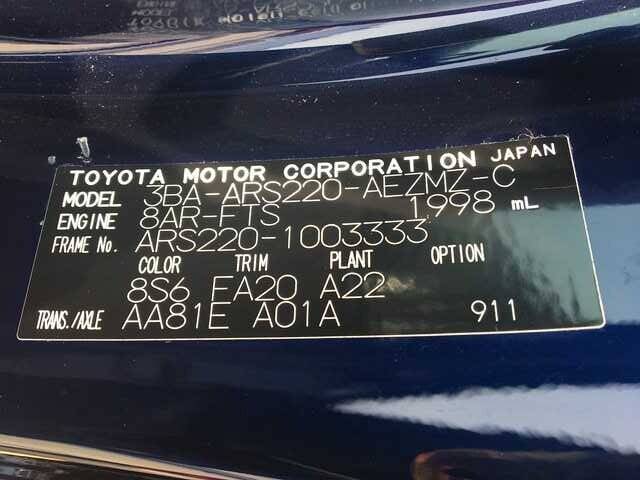 TOYOTA MOTOR CORPORATION JAPAN
MODEL 3BA-ARS220-AEZMZ-C
ENGINE 8AR-FTS 1998 mL
FRAME No. ARS220-1003333
COLOR TRIM PLANT OPTION
8S6 FA20 A22
TRANS./AXLE AA81E A01A 911